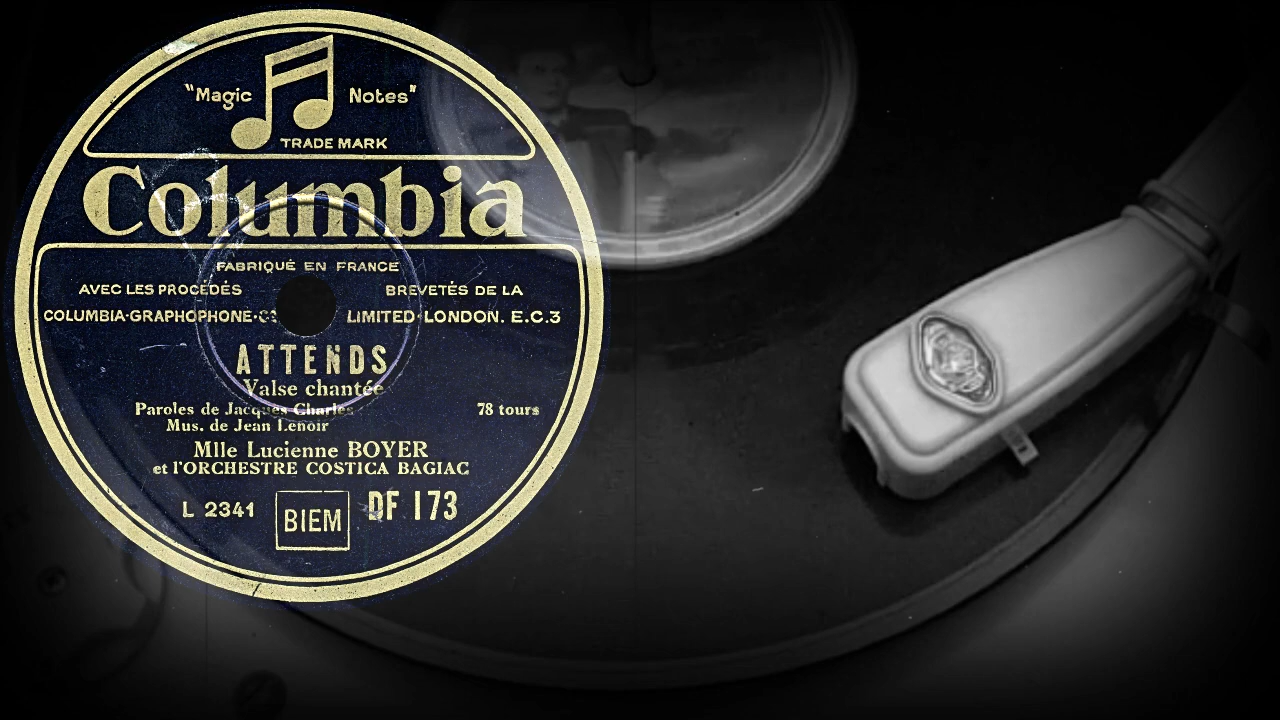 "Magic Notes"
TRADE MARK
Columbia
FABRIQUÉ EN FRANCE
AVEC LES PROCÉDÉS BREVETÉS DE LA
COLUMBIA·GRAPHOPHONE· LIMITED·LONDON. E.C.3
ATTENDS
Valse chantée
Paroles de Jacques Charles 78 tours
Mus. de Jean Lenoir
Mlle Lucienne BOYER
et l'ORCHESTRE COSTICA BAGIAC
L 2341 BIEM DF 173